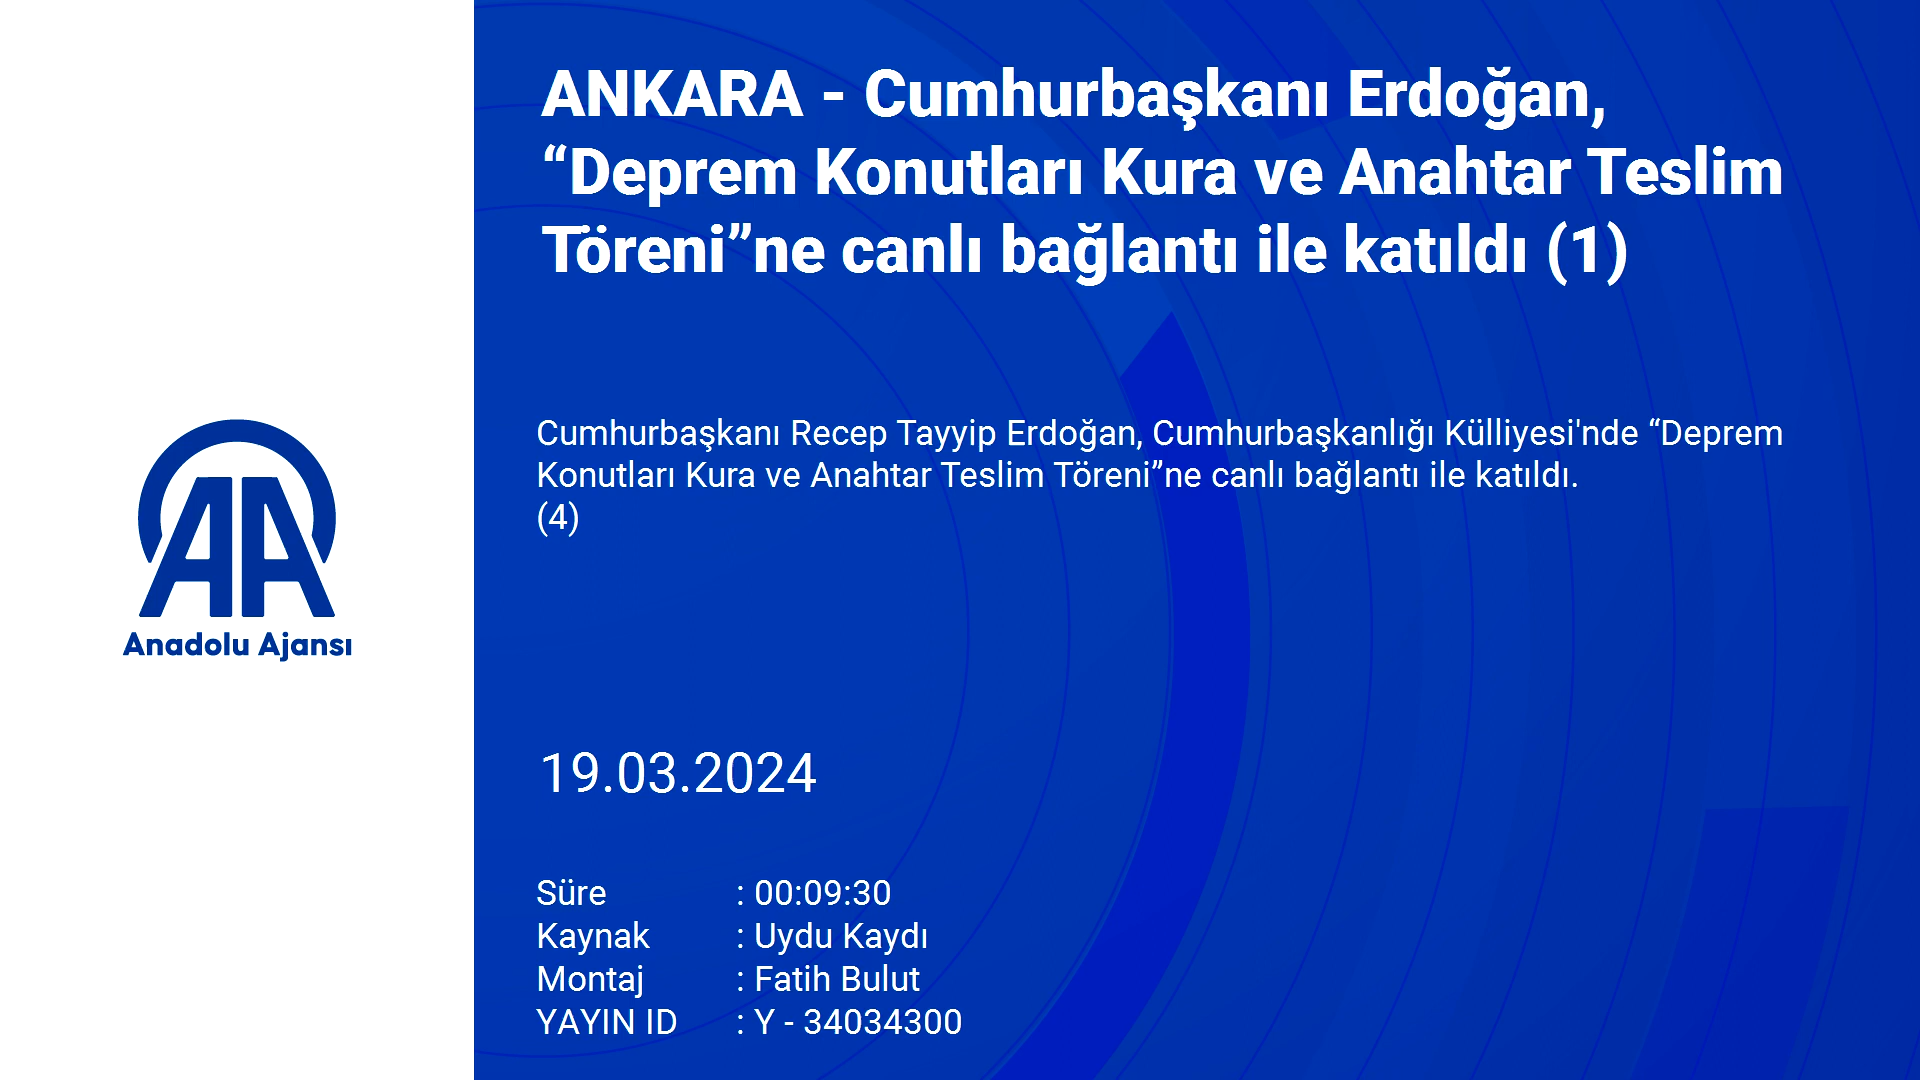 ANKARA - Cumhurbaşkanı Erdoğan,
“Deprem Konutları Kura ve Anahtar Teslim
Töreni”ne canlı bağlantı ile katıldı (1)
Cumhurbaşkanı Recep Tayyip Erdoğan, Cumhurbaşkanlığı Külliyesi'nde “Deprem
Konutları Kura ve Anahtar Teslim Töreni”ne canlı bağlantı ile katıldı.
(4)
AA
Anadolu Ajansı
19.03.2024
Süre : 00:09:30
Kaynak : Uydu Kaydı
Montaj : Fatih Bulut
YAYIN ID : Y - 34034300